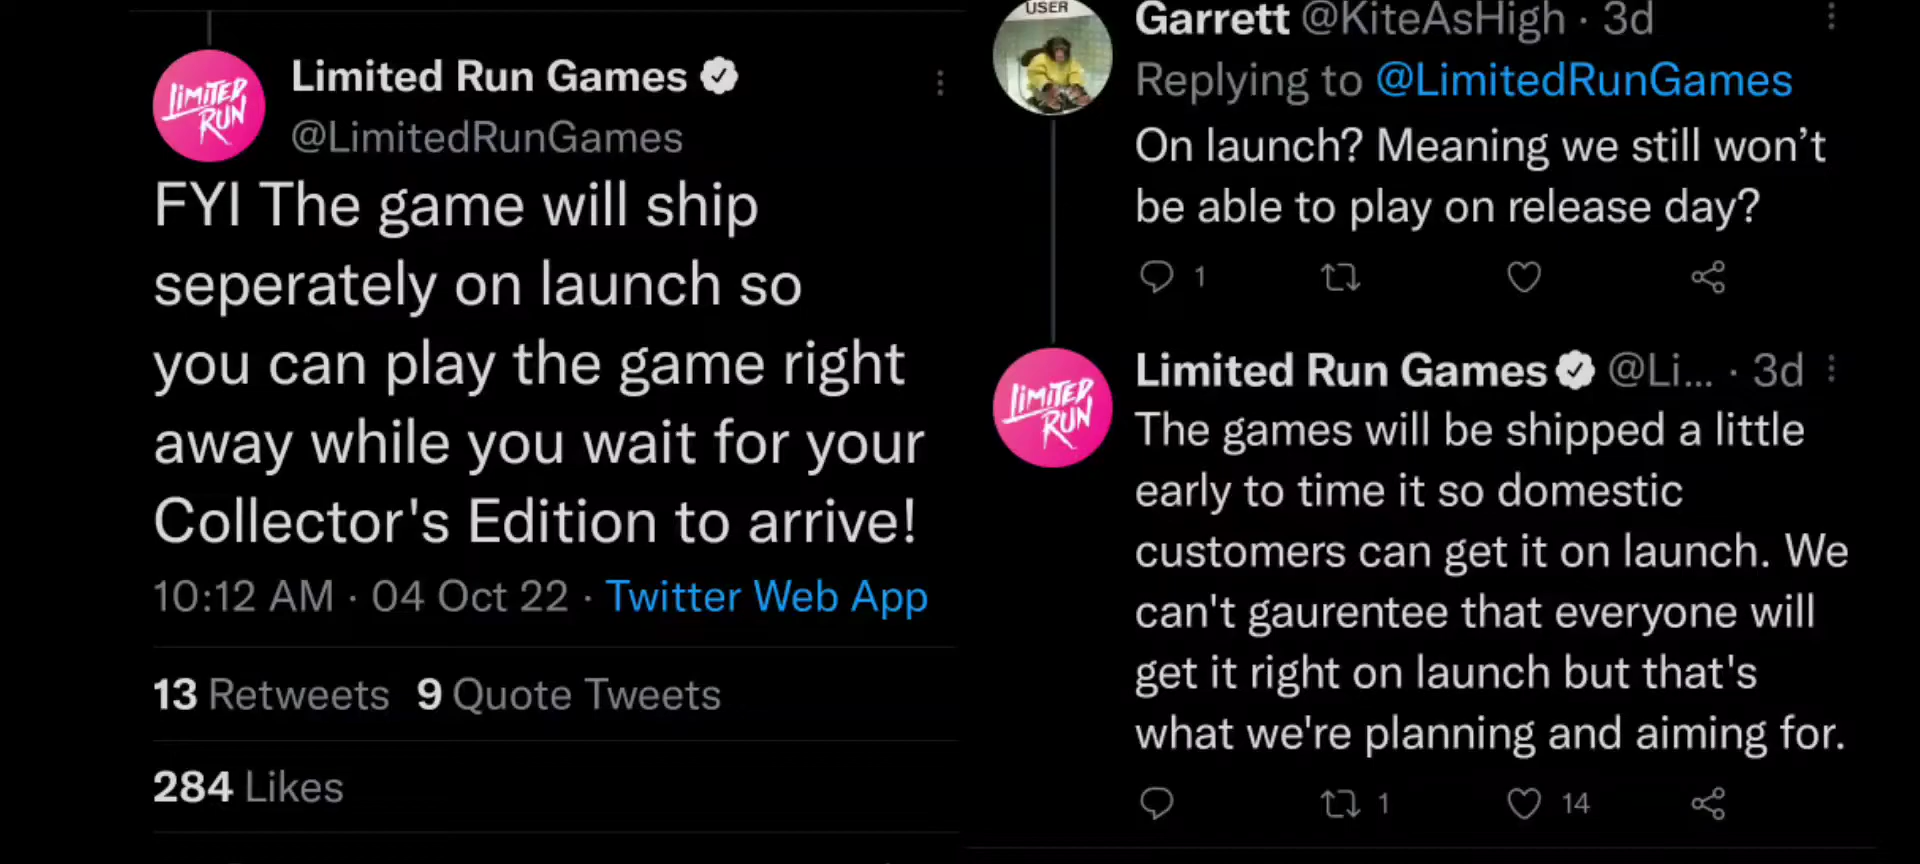 LIMITED RUN
Limited Run Games
@LimitedRunGames
FYI The game will ship
seperately on launch so
you can play the game right
away while you wait for your
Collector's Edition to arrive!
10:12 AM · 04 Oct 22 · Twitter Web App
13 Retweets 9 Quote Tweets
284 Likes
USER
Garrett @KiteAsHigh · 3d
Replying to @LimitedRunGames
On launch? Meaning we still won’t
be able to play on release day?
1
LIMITED RUN
Limited Run Games @Li... · 3d
The games will be shipped a little
early to time it so domestic
customers can get it on launch. We
can't gaurentee that everyone will
get it right on launch but that's
what we're planning and aiming for.
1 14